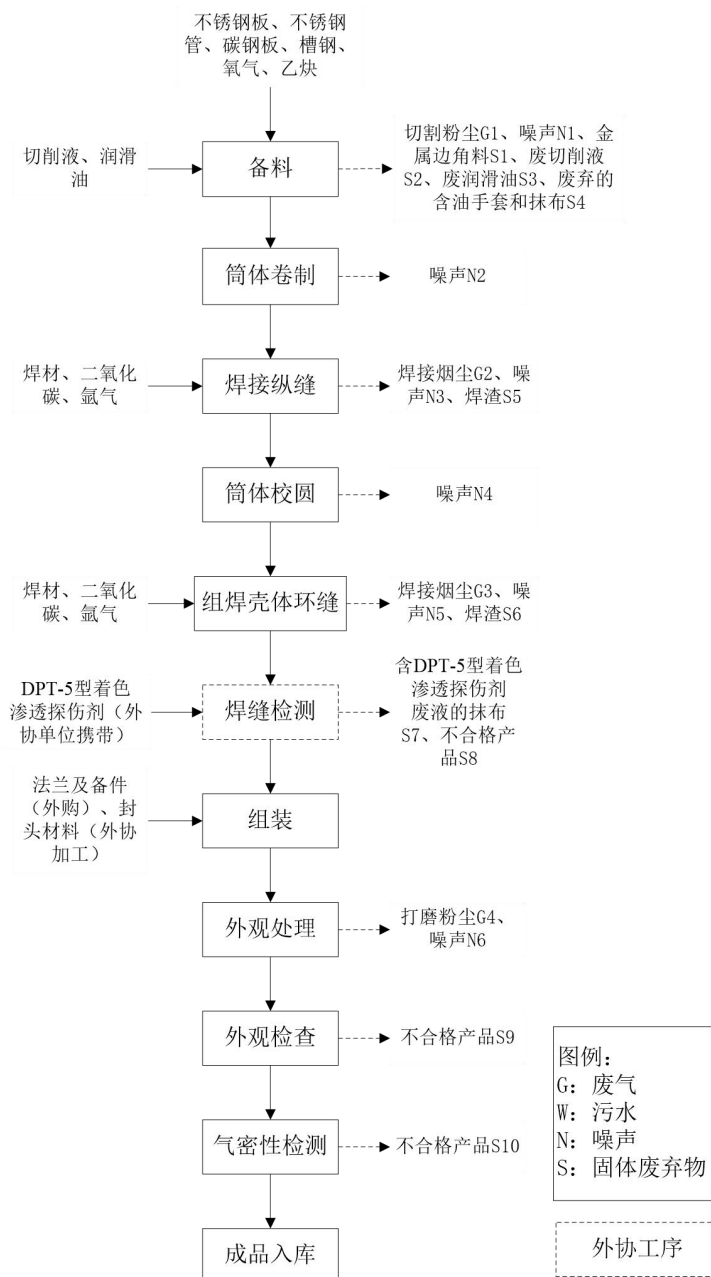 不锈钢板、不锈钢
管、碳钢板、槽钢、
氧气、乙炔
切削液、润滑
油
备料
切割粉尘G1、噪声N1、金
属边角料S1、废切削液
S2、废润滑油S3、废弃的
含油手套和抹布S4
筒体卷制
噪声N2
焊材、二氧化
碳、氩气
焊接纵缝
焊接烟尘G2、噪
声N3、焊渣S5
筒体校圆
噪声N4
焊材、二氧化
碳、氩气
组焊壳体环缝
焊接烟尘G3、噪
声N5、焊渣S6
DPT-5型着色
渗透探伤剂（外
协单位携带）
焊缝检测
含DPT-5型着色
渗透探伤剂
废液的抹布
S7、不合格产
品S8
法兰及备件
（外购）、封
头材料（外协
加工）
组装
外观处理
打磨粉尘G4、
噪声N6
外观检查
不合格产品S9
气密性检测
不合格产品S10
成品入库
图例：
G：废气
W：污水
N：噪声
S：固体废弃物
外协工序